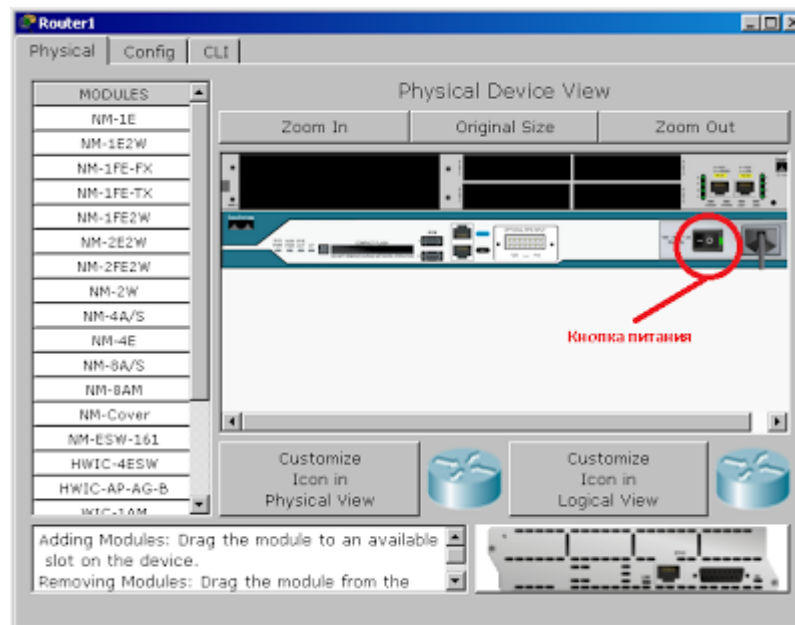 Router1
Physical
Config
CLI
MODULES
NM-1E
NM-1E2W
NM-1FE-FX
NM-1FE-TX
NM-1FE2W
NM-2E2W
NM-2FE2W
NM-2W
NM-4A/S
NM-4E
NM-8A/S
NM-8AM
NM-Cover
NM-ESW-161
HWIC-4ESW
HWIC-AP-AG-B
WIC-1AM
Physical Device View
Zoom In
Original Size
Zoom Out
Кнопка питания
Customize
Icon in
Physical View
Customize
Icon in
Logical View
Adding Modules: Drag the module to an available
slot on the device.
Removing Modules: Drag the module from the